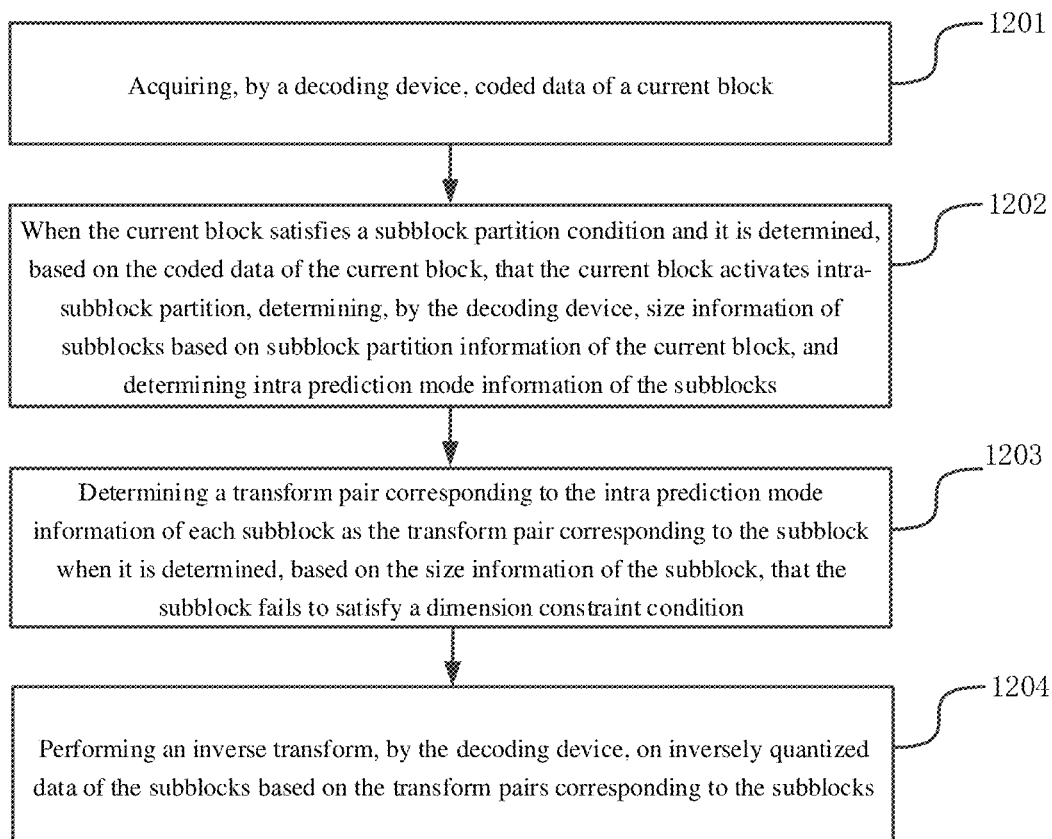 1201
Acquiring, by a decoding device, coded data of a current block
1202
When the current block satisfies a subblock partition condition and it is determined,
based on the coded data of the current block, that the current block activates intra-
subblock partition, determining, by the decoding device, size information of
subblocks based on subblock partition information of the current block, and
determining intra prediction mode information of the subblocks
1203
Determining a transform pair corresponding to the intra prediction mode
information of each subblock as the transform pair corresponding to the subblock
when it is determined, based on the size information of the subblock, that the
subblock fails to satisfy a dimension constraint condition
1204
Performing an inverse transform, by the decoding device, on inversely quantized
data of the subblocks based on the transform pairs corresponding to the subblocks